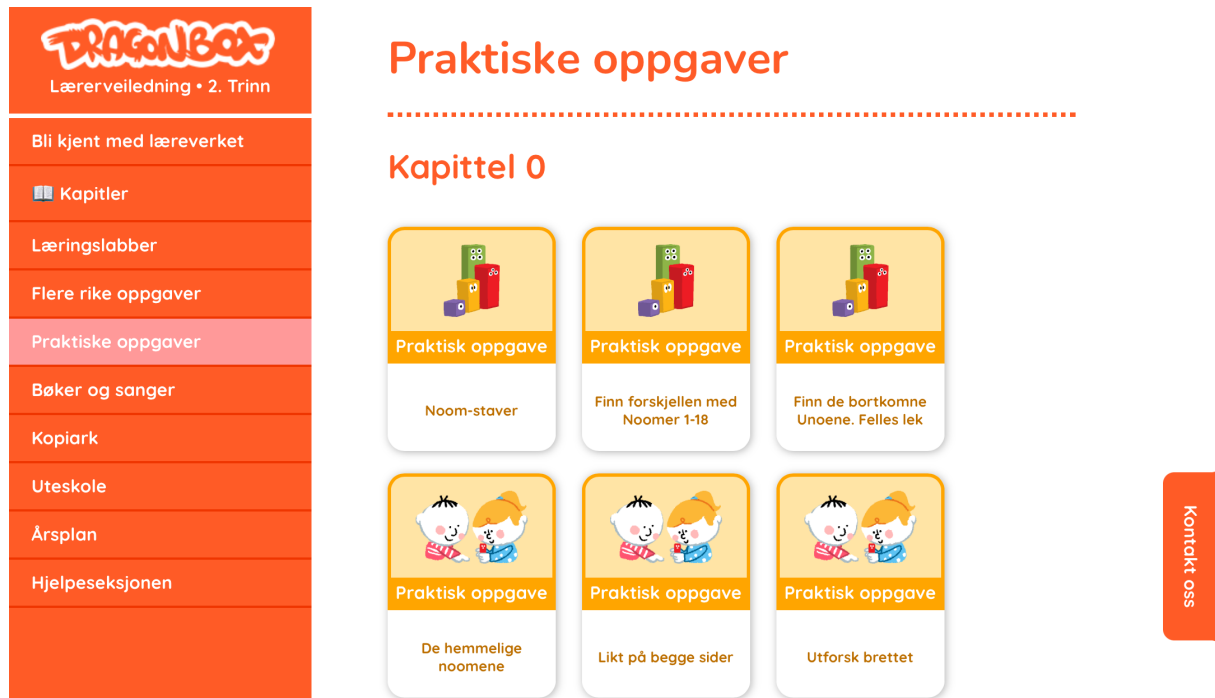 DRAGONBOX
Lærerveiledning • 2. Trinn
Bli kjent med læreverket
📖 Kapitler
Læringslabber
Flere rike oppgaver
Praktiske oppgaver
Bøker og sanger
Kopiark
Uteskole
Årsplan
Hjelpeseksjonen
Praktiske oppgaver
Kapittel 0
Praktisk oppgave
Noom-staver
Praktisk oppgave
Finn forskjellen med
Noomer 1-18
Praktisk oppgave
Finn de bortkomne
Unoene. Felles lek
Praktisk oppgave
De hemmelige
noomene
Praktisk oppgave
Likt på begge sider
Praktisk oppgave
Utforsk brettet
Kontakt oss